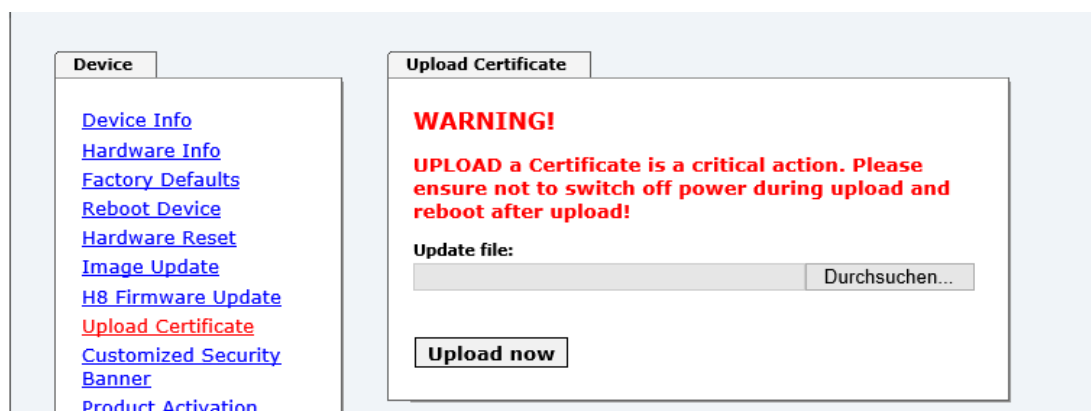 Device
Device Info
Hardware Info
Factory Defaults
Reboot Device
Hardware Reset
Image Update
H8 Firmware Update
Upload Certificate
Customized Security
Banner
Product Activation
Upload Certificate
WARNING!
UPLOAD a Certificate is a critical action. Please
ensure not to switch off power during upload and
reboot after upload!
Update file:
Durchsuchen...
Upload now